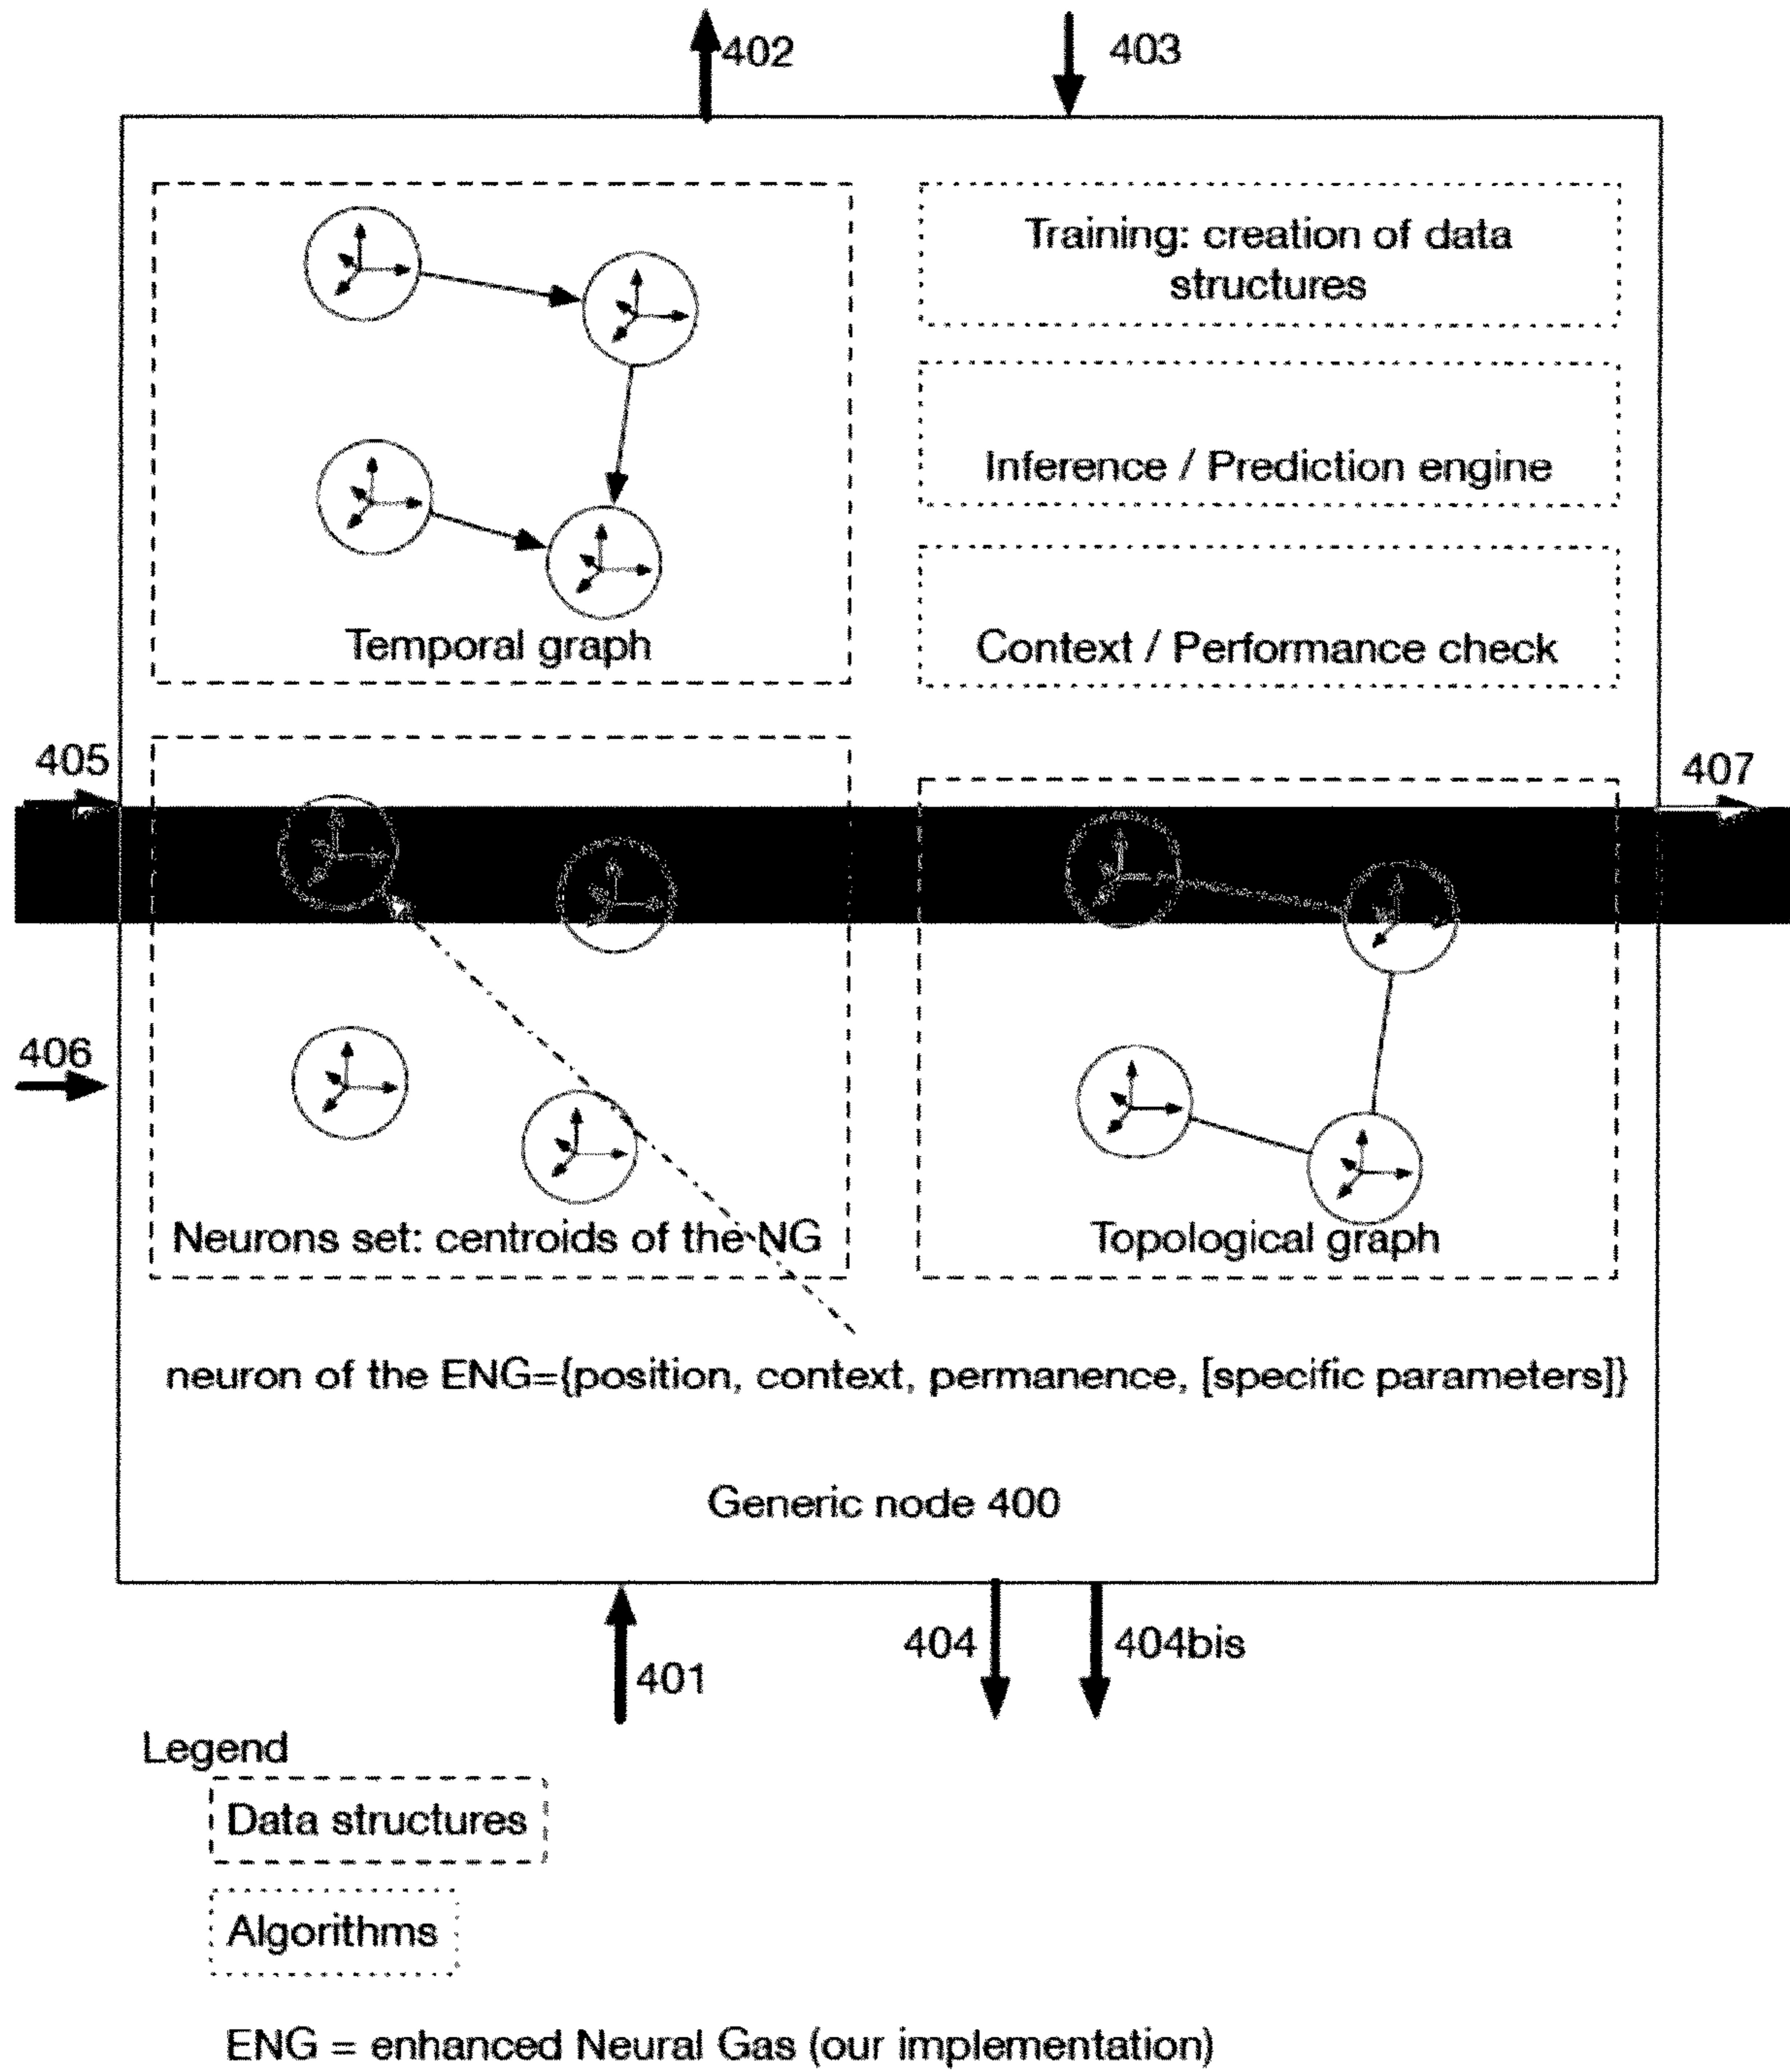 402
403
Training: creation of data
structures
Inference / Prediction engine
Context / Performance check
Temporal graph
405
407
406
Neurons set: centroids of the NG
Topological graph
neuron of the ENG={position, context, permanence, [specific parameters]}
Generic node 400
401
404
404bis
Legend
Data structures
Algorithms
ENG = enhanced Neural Gas (our implementation)